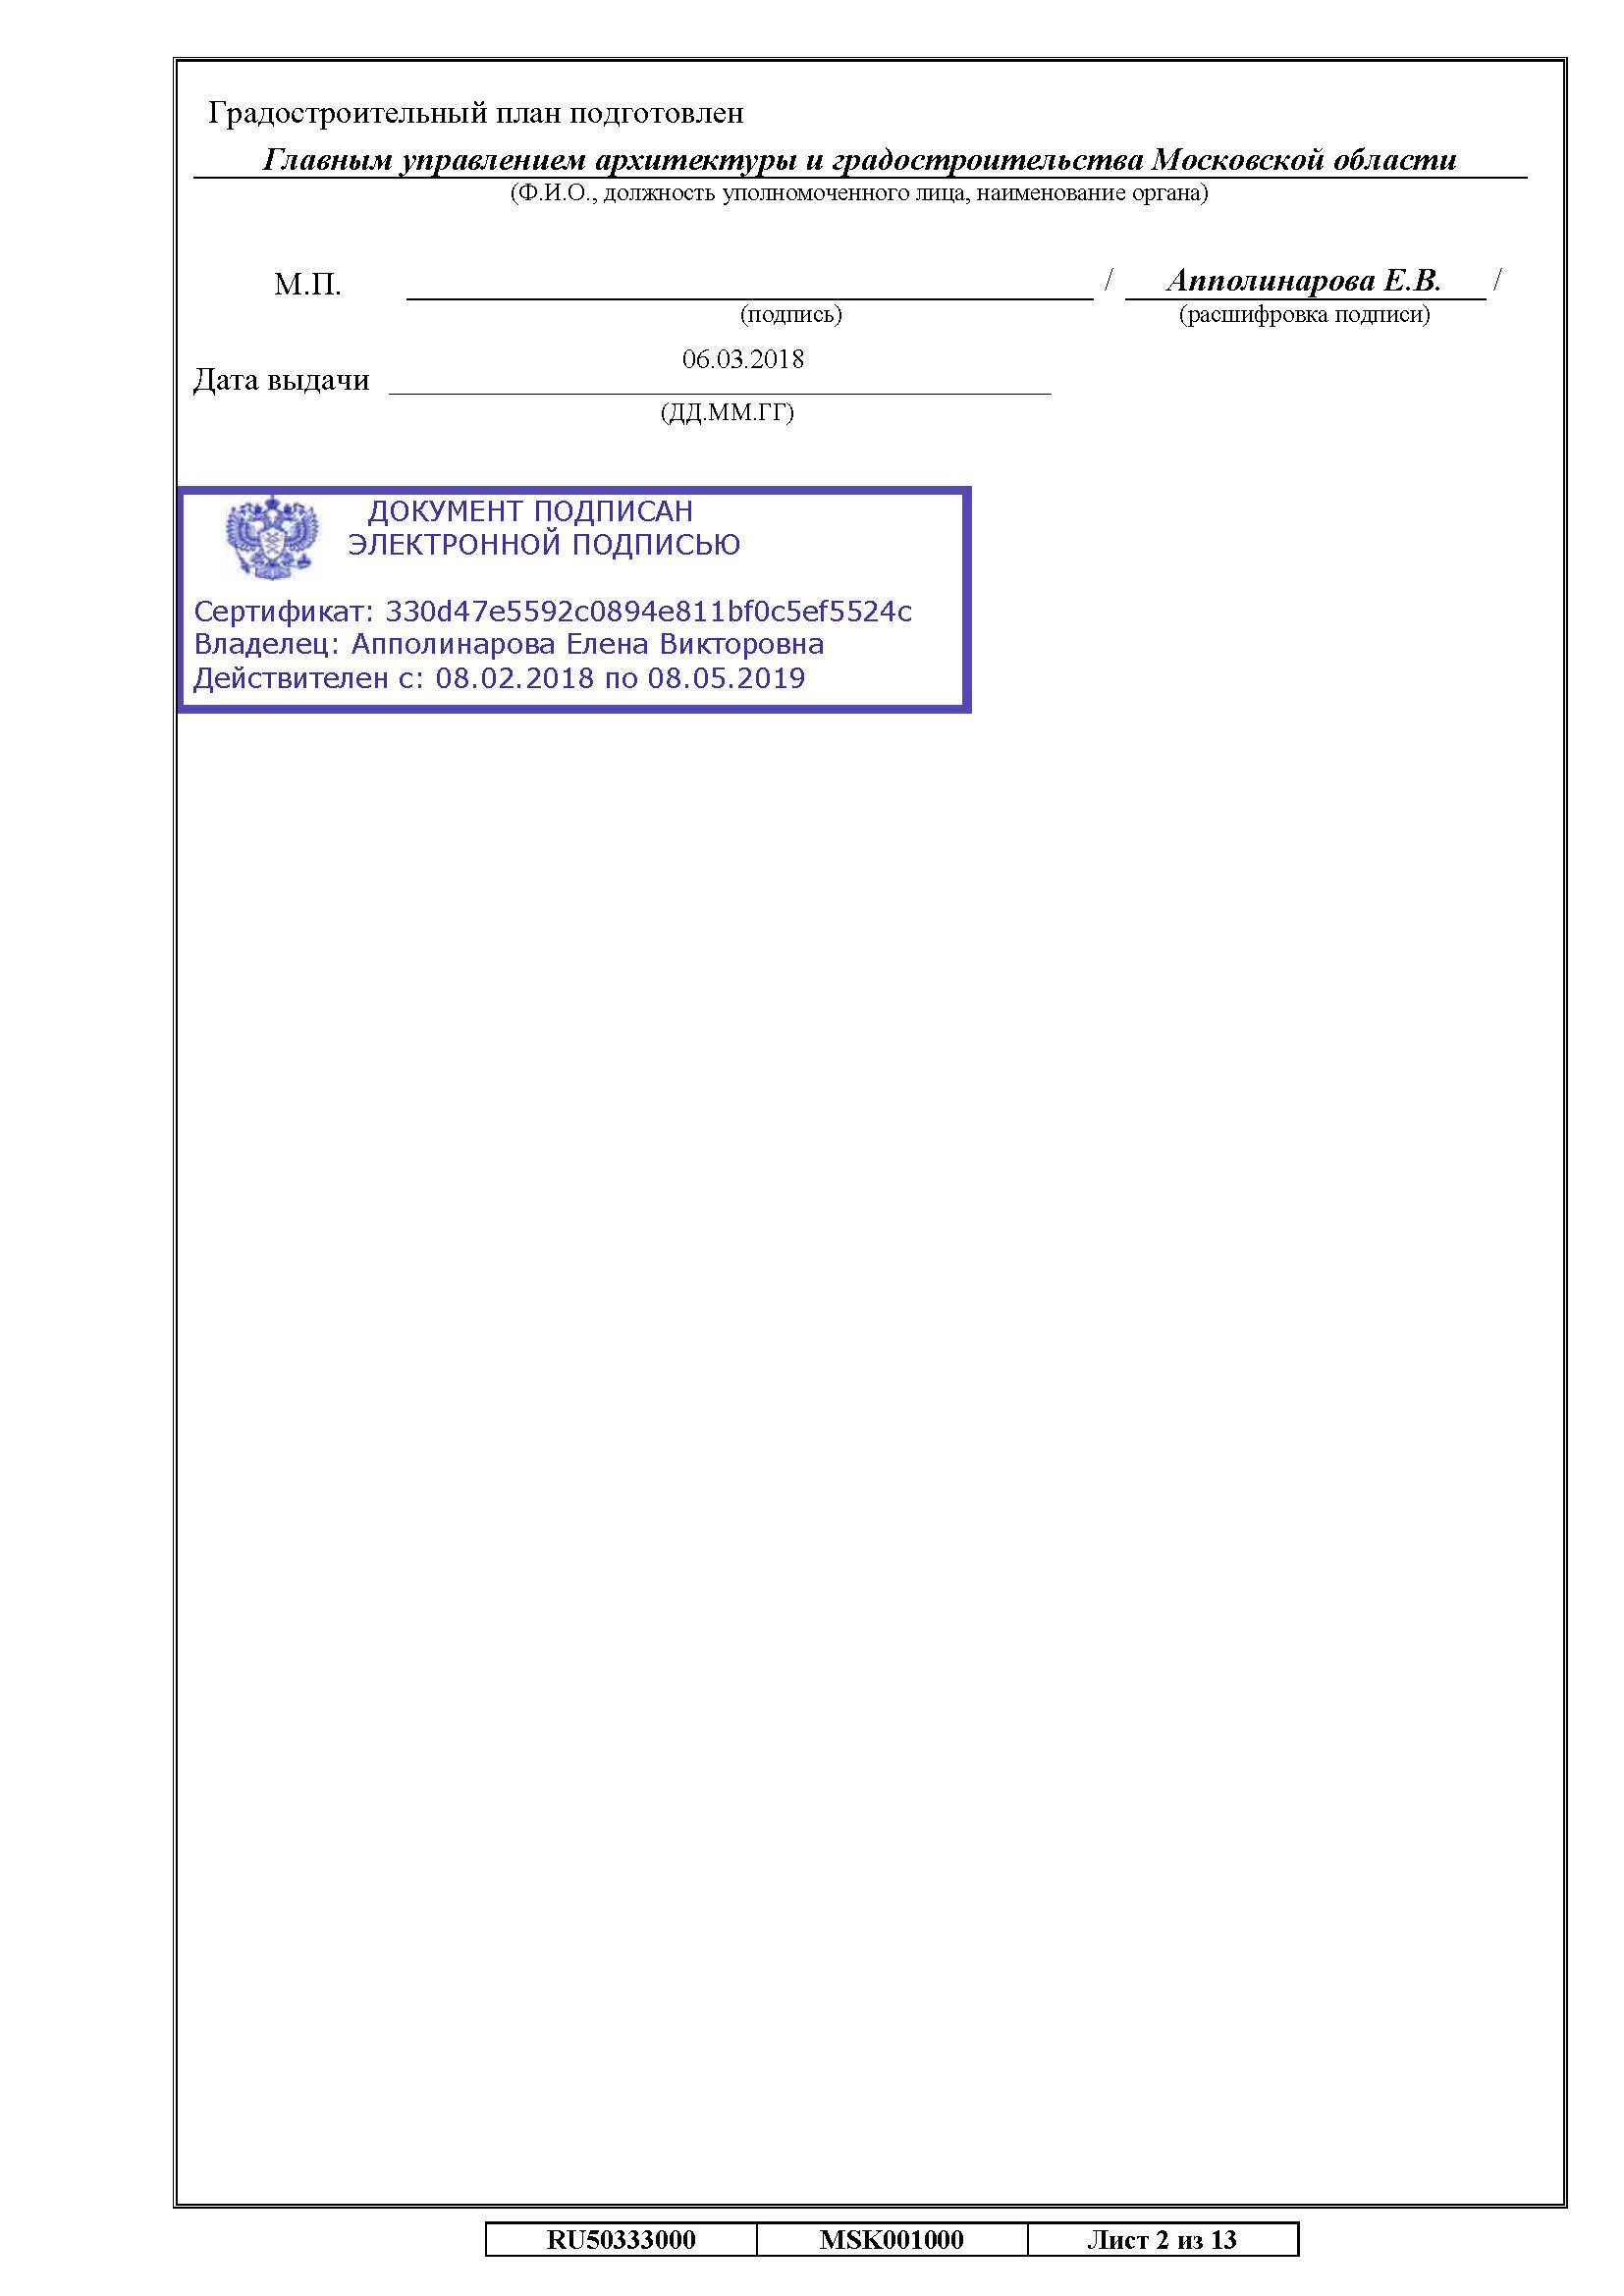 Градостроительный план подготовлен
Главным управлением архитектуры и градостроительства Московской области
(Ф.И.О., должность уполномоченного лица, наименование органа)
М.П. / Апполинарова Е.В. /
(подпись) (расшифровка подписи)
06.03.2018
Дата выдачи
(ДД.ММ.ГГ)
ДОКУМЕНТ ПОДПИСАН
ЭЛЕКТРОННОЙ ПОДПИСЬЮ
Сертификат: 330d47e5592c0894e811bf0c5ef5524c
Владелец: Апполинарова Елена Викторовна
Действителен с: 08.02.2018 по 08.05.2019
RU50333000 MSK001000 Лист 2 из 13